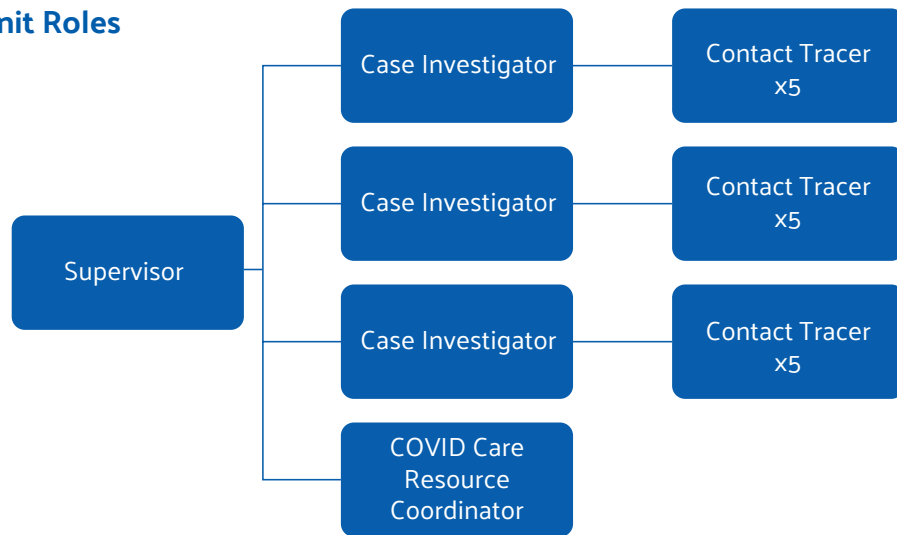 mit Roles
Case Investigator
Contact Tracer
x5
Case Investigator
Contact Tracer
x5
Supervisor
Case Investigator
Contact Tracer
x5
COVID Care
Resource
Coordinator